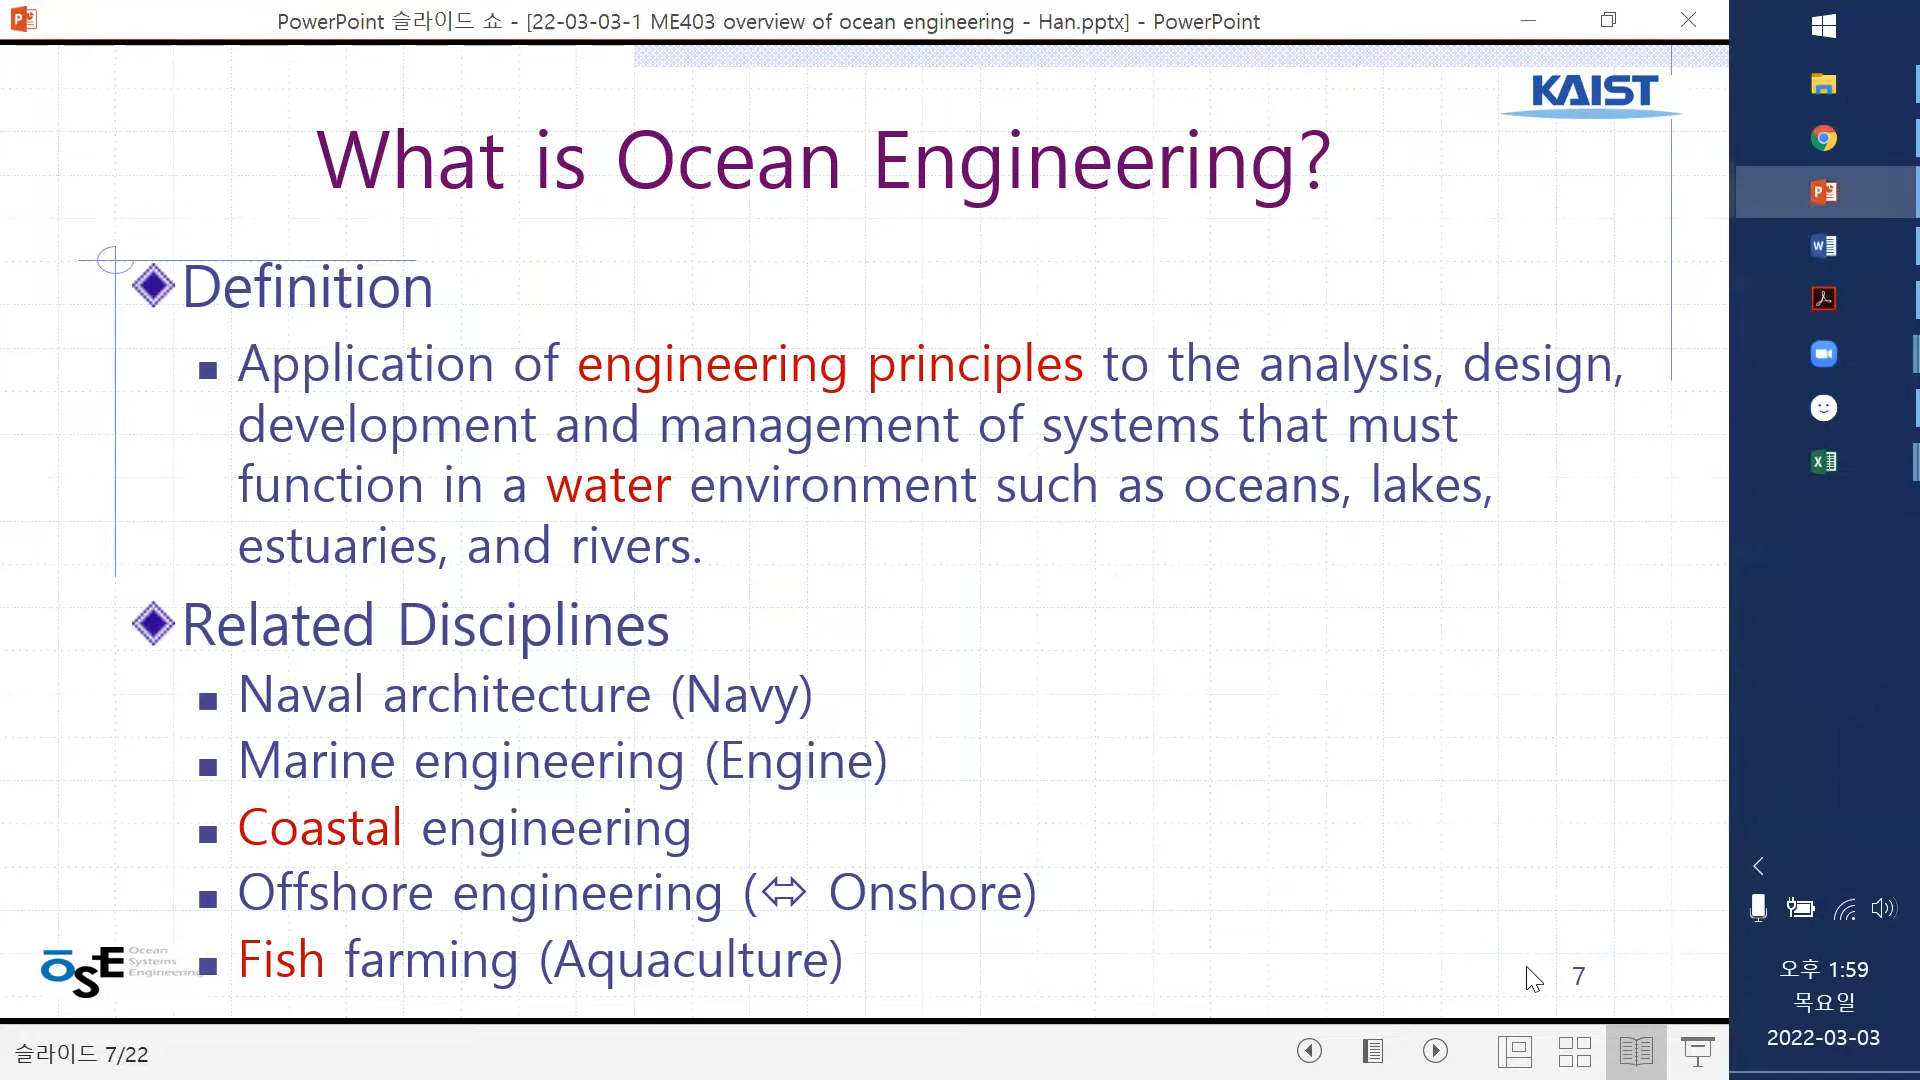 PowerPoint 슬라이드 쇼 - [22-03-03-1 ME403 overview of ocean engineering - Han.pptx] - PowerPoint
KAIST
What is Ocean Engineering?
Definition
Application of engineering principles to the analysis, design,
development and management of systems that must
function in a water environment such as oceans, lakes,
estuaries, and rivers.
Related Disciplines
Naval architecture (Navy)
Marine engineering (Engine)
Coastal engineering
Offshore engineering (⇔ Onshore)
Fish farming (Aquaculture)
OSE Ocean
Systems
Engineering
7
슬라이드 7/22
오후 1:59
목요일
2022-03-03